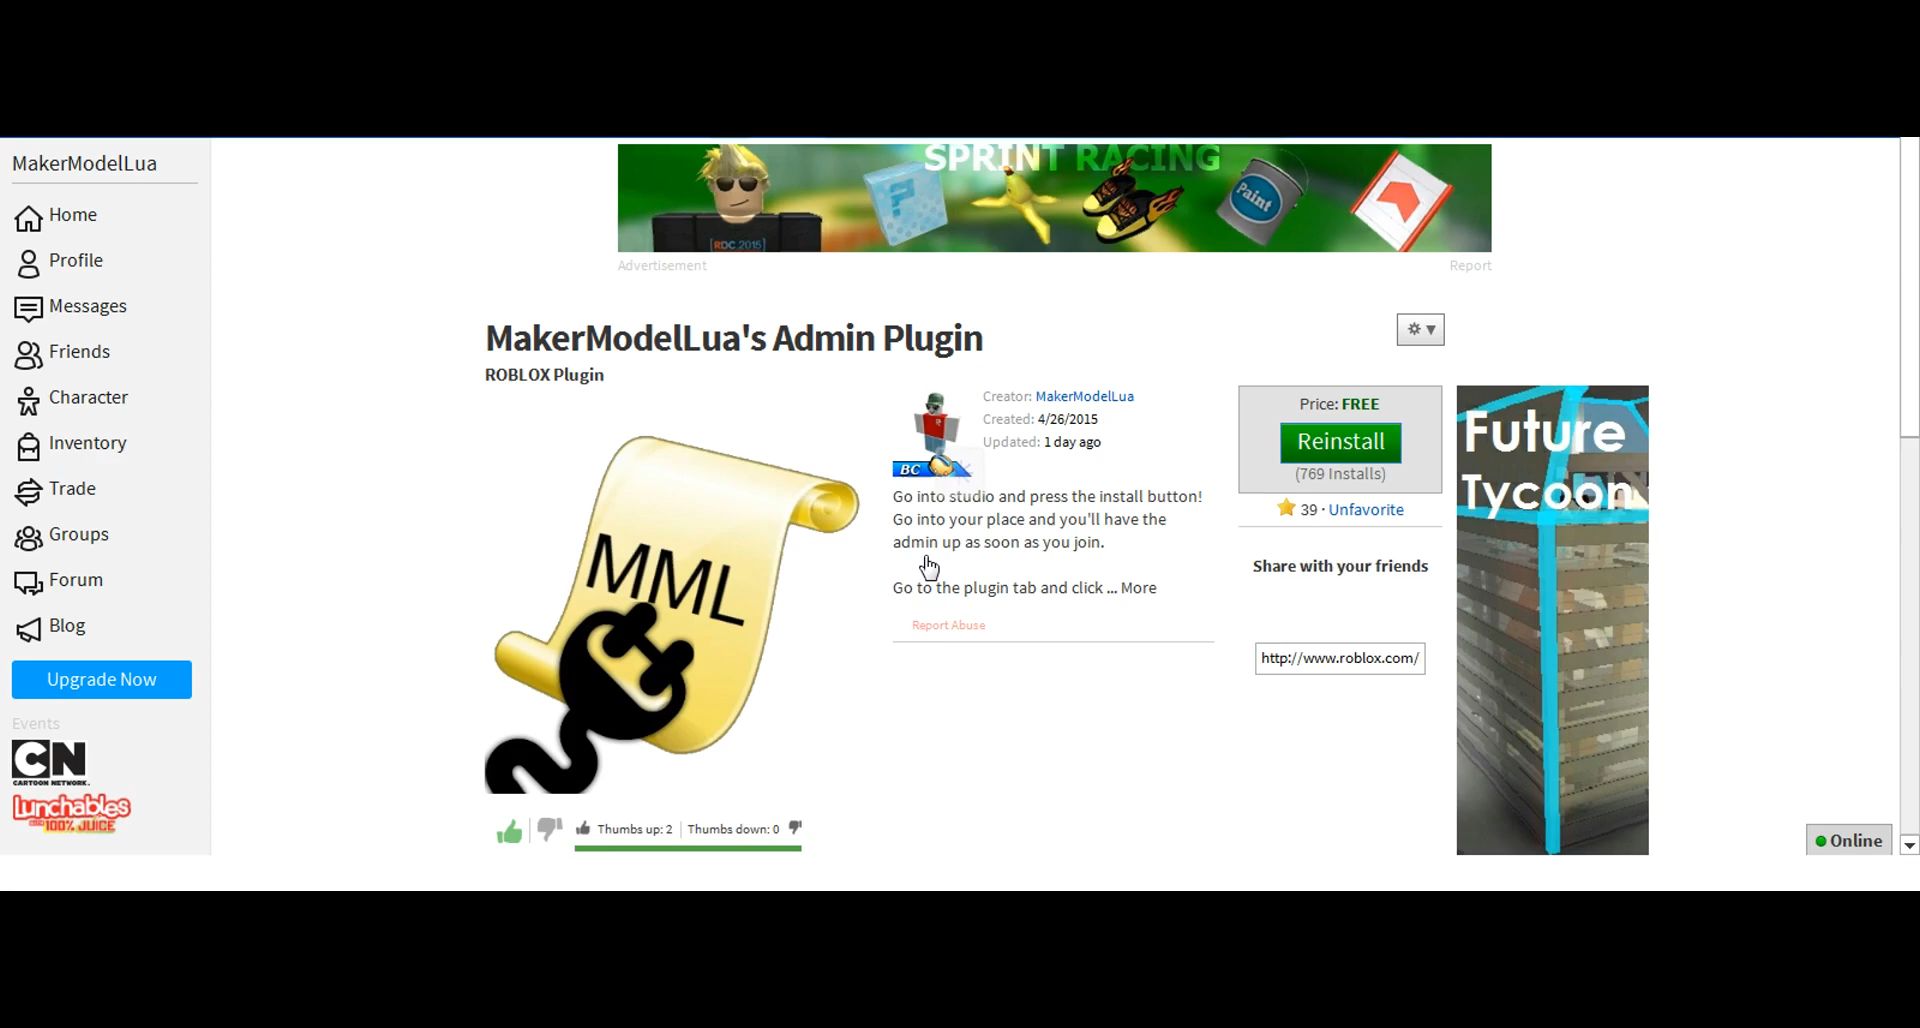 MakerModelLua
Home
Profile
Messages
Friends
Character
Inventory
Trade
Groups
Forum
Blog
Upgrade Now
Events
CN
CARTOON NETWORK.
Lunchables
with 100% JUICE
SPRINT RACING
Paint
[RDC.2015]
Advertisement
Report
MakerModelLua's Admin Plugin
ROBLOX Plugin
MML
Thumbs up: 2
Thumbs down: 0
Creator: MakerModelLua
Created: 4/26/2015
Updated: 1 day ago
BC
Go into studio and press the install button!
Go into your place and you'll have the
admin up as soon as you join.
Go to the plugin tab and click ... More
Report Abuse
Price: FREE
Reinstall
(769 Installs)
39 · Unfavorite
Share with your friends
http://www.roblox.com/
Future
Tycoon
Online